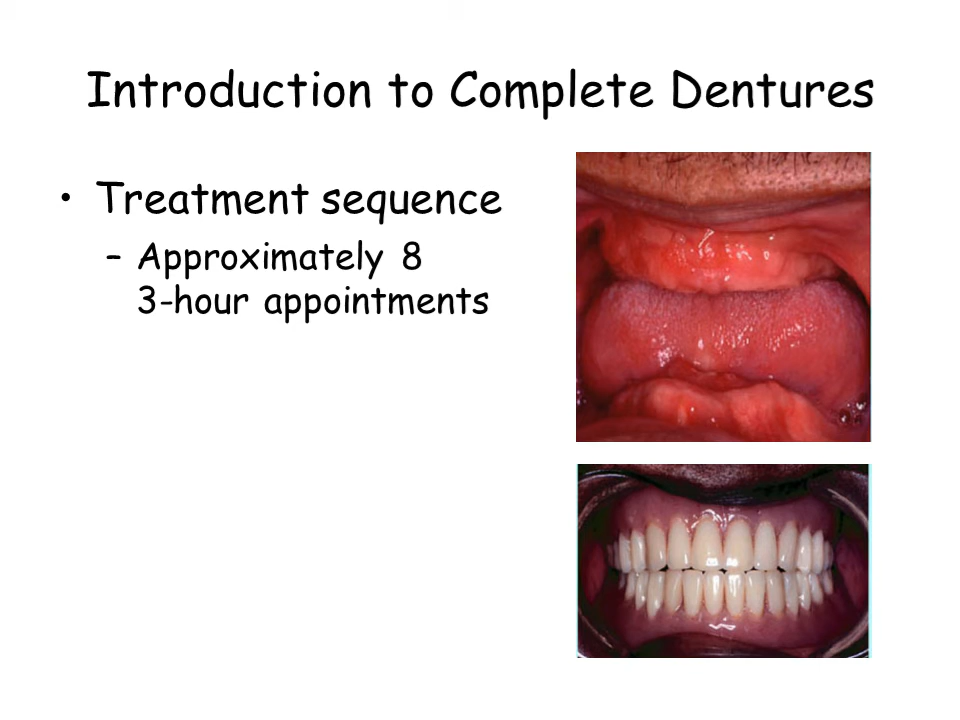 Introduction to Complete Dentures
• Treatment sequence
– Approximately 8
3-hour appointments